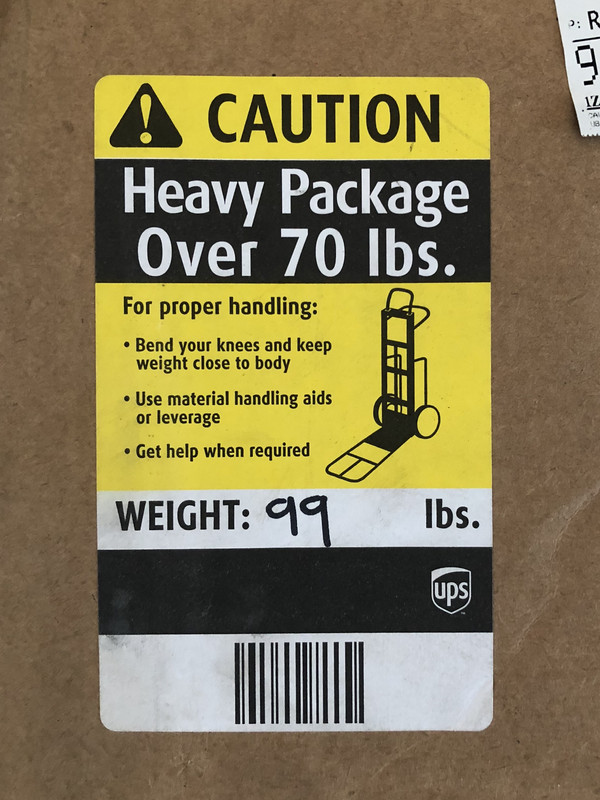 CAUTION
Heavy Package
Over 70 lbs.
For proper handling:
• Bend your knees and keep
weight close to body
• Use material handling aids
or leverage
• Get help when required
WEIGHT: 99 lbs.
ups